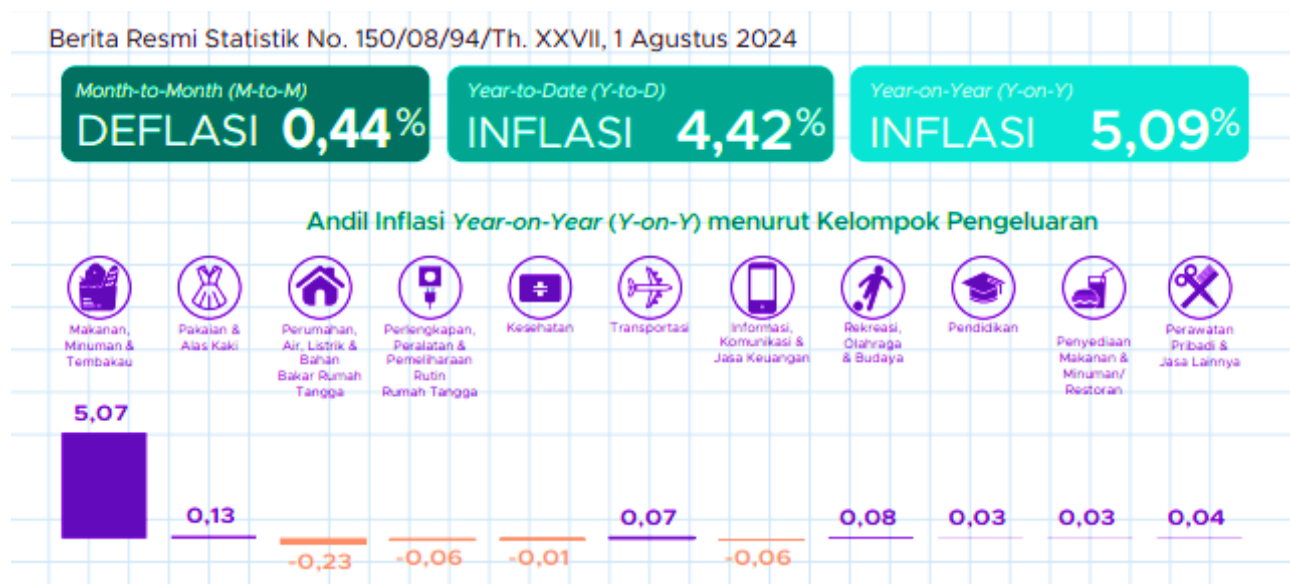 Berita Resmi Statistik No. 150/08/94/Th. XXVII, 1 Agustus 2024
Month-to-Month (M-to-M)
DEFLASI 0,44%
Year-to-Date (Y-to-D)
INFLASI 4,42%
Year-on-Year (Y-on-Y)
INFLASI 5,09%
Andil Inflasi Year-on-Year (Y-on-Y) menurut Kelompok Pengeluaran
Makanan,
Minuman &
Tembakau
Pakaian &
Alas Kaki
Perumahan,
Air, Listrik &
Bahan
Bakar Rumah
Tangga
Perlengkapan,
Peralatan &
Pemeliharaan
Rutin
Rumah Tangga
Kesehatan
Transportasi
Informasi,
Komunikasi &
Jasa Keuangan
Rekreasi,
Olahraga
& Budaya
Pendidikan
Penyediaan
Makanan &
Minuman/
Restoran
Perawatan
Pribadi &
Jasa Lainnya
5,07
0,13
-0,23
-0,06
-0,01
0,07
-0,06
0,08
0,03
0,03
0,04